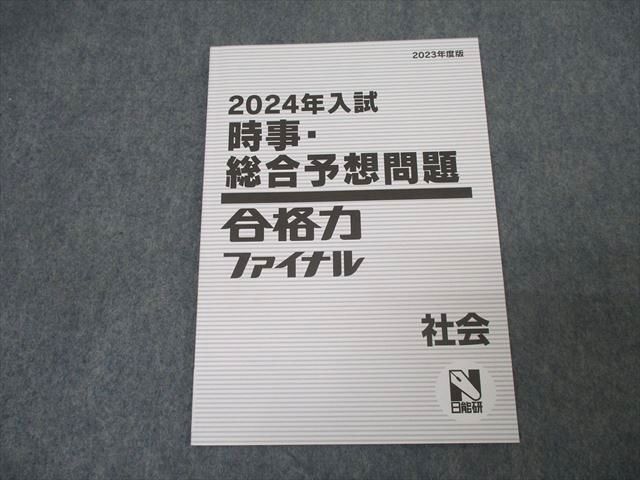 2023年度版
2024年入試
時事・
総合予想問題
合格力
ファイナル
社会
N
日能研